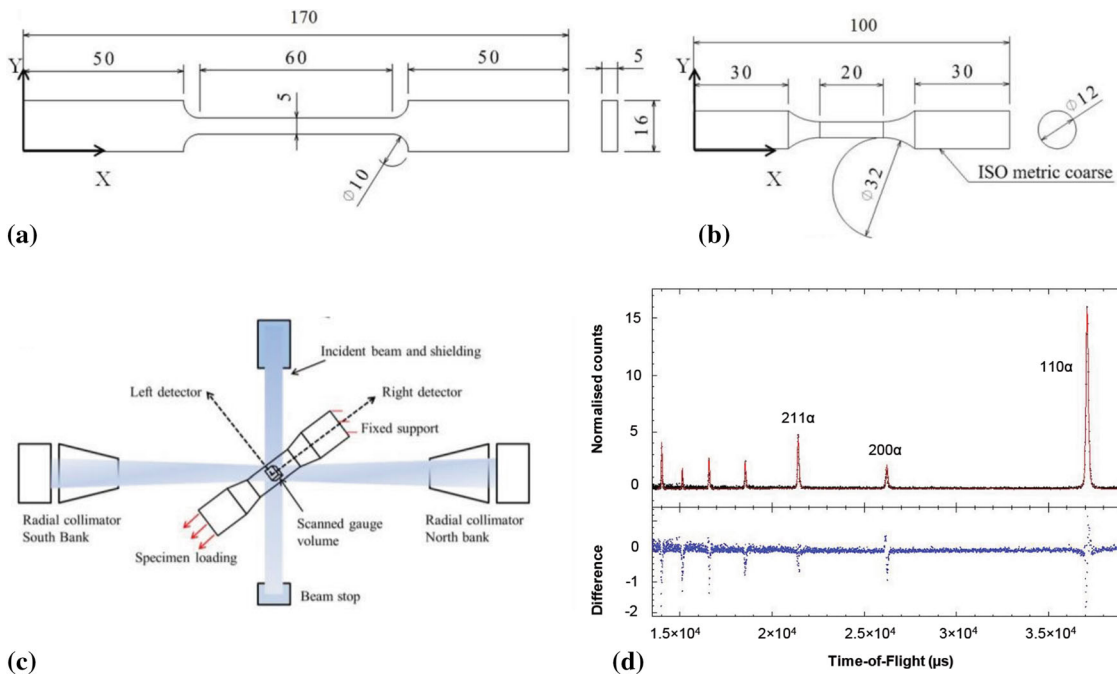 170
50
60
50
5
Y
5
16
X
⌀10
(a)
100
30
20
30
Y
⌀12
X
⌀32
ISO metric coarse
(b)
Incident beam and shielding
Left detector
Right detector
Fixed support
Radial collimator
South Bank
Scanned gauge
volume
Radial collimator
North bank
Specimen loading
Beam stop
(c)
Normalised counts
15
10
5
0
110α
211α
200α
Difference
0
-1
-2
1.5×10⁴
2×10⁴
2.5×10⁴
3×10⁴
3.5×10⁴
Time-of-Flight (µs)
(d)